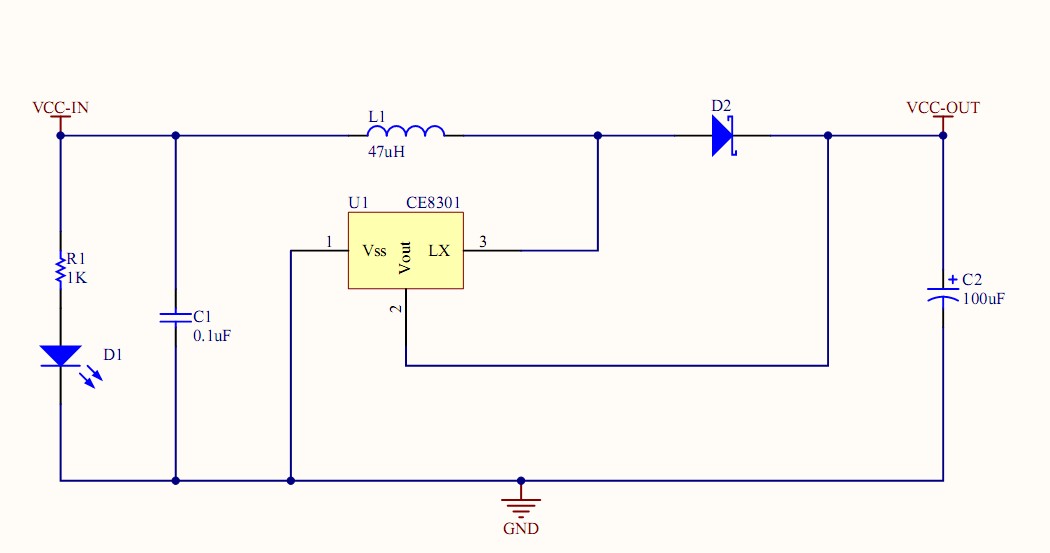 VCC-IN
L1
47uH
D2
VCC-OUT
U1
CE8301
1
Vss
Vout
LX
3
2
R1
1K
C1
0.1uF
D1
+
C2
100uF
GND